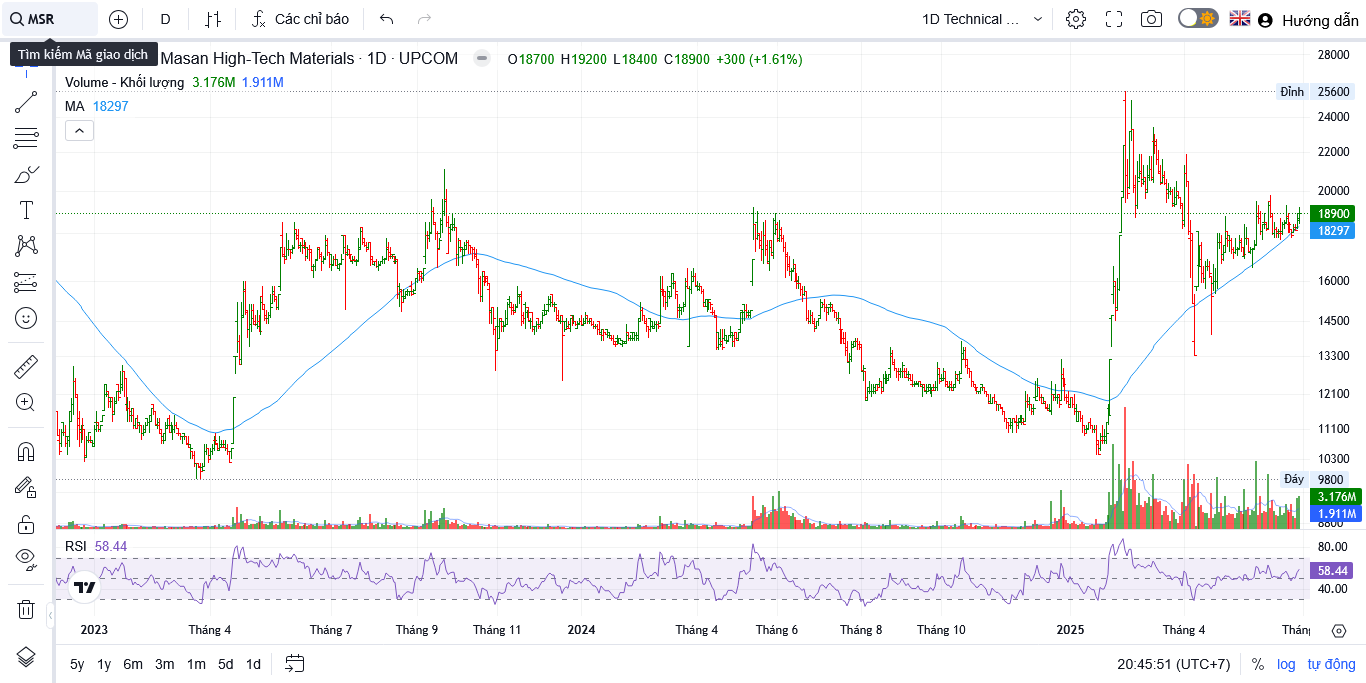 MSR D Các chỉ báo 1D Technical ... Hướng dẫn
Tìm kiếm Mã giao dịch
Masan High-Tech Materials · 1D · UPCOM O18700 H19200 L18400 C18900 +300 (+1.61%)
Volume - Khối lượng 3.176M 1.911M
MA 18297
28000
Đỉnh 25600
24000
22000
20000
18900
18297
16000
14500
13300
12100
11100
10300
Đáy 9800
3.176M
1.911M
8800
RSI 58.44
80.00
58.44
40.00
2023 Tháng 4 Tháng 7 Tháng 9 Tháng 11 2024 Tháng 4 Tháng 6 Tháng 8 Tháng 10 2025 Tháng 4 Thán
5y 1y 6m 3m 1m 5d 1d 20:45:51 (UTC+7) % log tự động